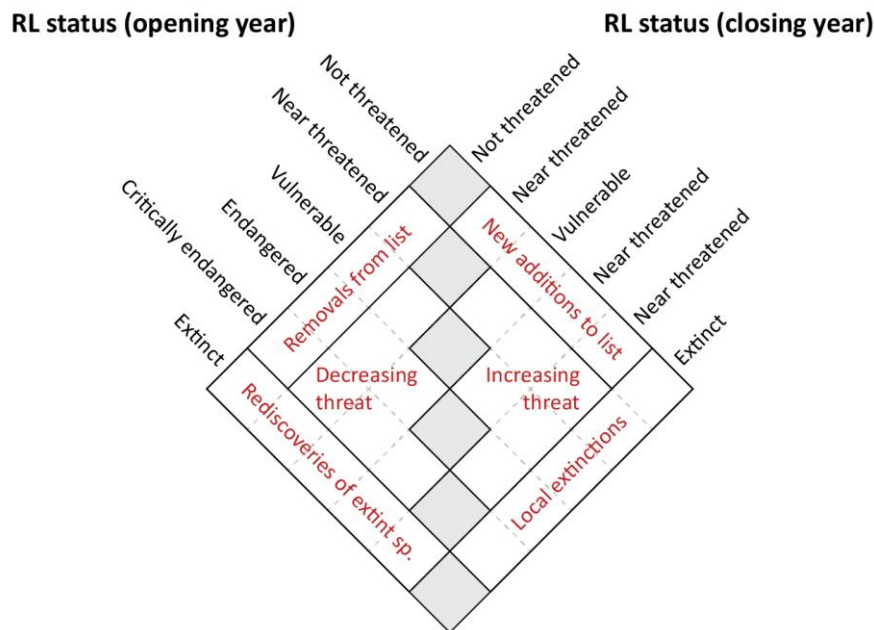 RL status (opening year)
RL status (closing year)
Not threatened
Near threatened
Vulnerable
Endangered
Critically endangered
Extinct
Not threatened
Near threatened
Vulnerable
Near threatened
Near threatened
Extinct
Removals from list
New additions to list
Decreasing
threat
Increasing
threat
Rediscoveries of extint sp.
Local extinctions